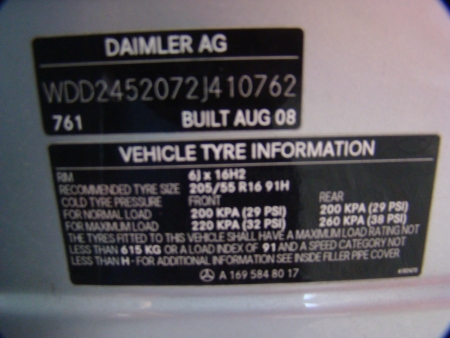 DAIMLER AG
WDD2452072J410762
761 BUILT AUG 08
VEHICLE TYRE INFORMATION
RIM 6J x 16H2
RECOMMENDED TYRE SIZE 205/55 R16 91H
COLD TYRE PRESSURE FRONT REAR
FOR NORMAL LOAD 200 KPA (29 PSI) 200 KPA (29 PSI)
FOR MAXIMUM LOAD 220 KPA (32 PSI) 260 KPA (38 PSI)
THE TYRES FITTED TO THIS VEHICLE SHALL HAVE A MAXIMUM LOAD RATING NOT
LESS THAN 615 KG OR A LOAD INDEX OF 91 AND A SPEED CATEGORY NOT
LESS THAN H - FOR ADDITIONAL INFORMATION SEE INSIDE FILLER PIPE COVER
A 169 584 80 17